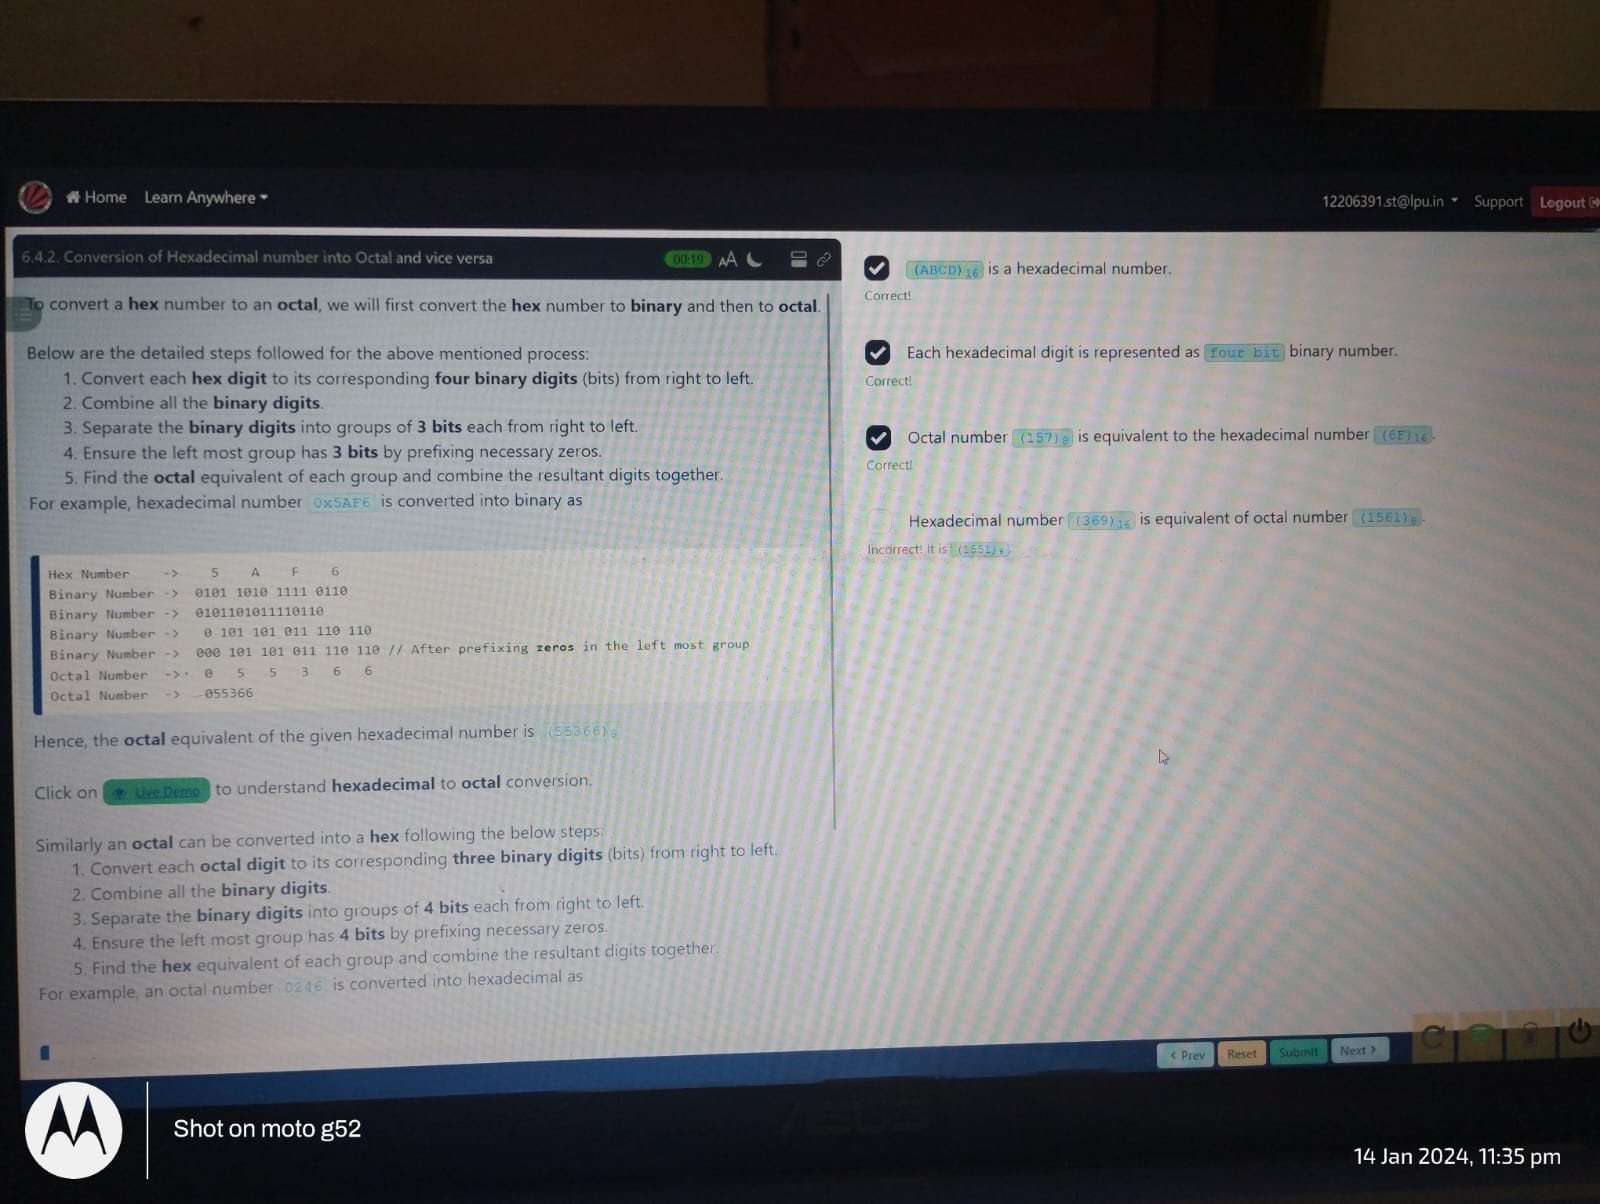 Home Learn Anywhere
12206391.st@lpu.in Support Logout
6.4.2. Conversion of Hexadecimal number into Octal and vice versa 00:19 AA
To convert a hex number to an octal, we will first convert the hex number to binary and then to octal.
Below are the detailed steps followed for the above mentioned process:
1. Convert each hex digit to its corresponding four binary digits (bits) from right to left.
2. Combine all the binary digits.
3. Separate the binary digits into groups of 3 bits each from right to left.
4. Ensure the left most group has 3 bits by prefixing necessary zeros.
5. Find the octal equivalent of each group and combine the resultant digits together.
For example, hexadecimal number 0x5AF6 is converted into binary as
Hex Number -> 5 A F 6
Binary Number -> 0101 1010 1111 0110
Binary Number -> 0101101011110110
Binary Number -> 0 101 101 011 110 110
Binary Number -> 000 101 101 011 110 110 // After prefixing zeros in the left most group
Octal Number -> 0 5 5 3 6 6
Octal Number -> 055366
Hence, the octal equivalent of the given hexadecimal number is (55366)8
Click on Live Demo to understand hexadecimal to octal conversion.
Similarly an octal can be converted into a hex following the below steps:
1. Convert each octal digit to its corresponding three binary digits (bits) from right to left.
2. Combine all the binary digits.
3. Separate the binary digits into groups of 4 bits each from right to left.
4. Ensure the left most group has 4 bits by prefixing necessary zeros.
5. Find the hex equivalent of each group and combine the resultant digits together.
For example, an octal number 0246 is converted into hexadecimal as
(ABCD)16 is a hexadecimal number.
Correct!
Each hexadecimal digit is represented as four bit binary number.
Correct!
Octal number (157)8 is equivalent to the hexadecimal number (6F)16.
Correct!
Hexadecimal number (369)16 is equivalent of octal number (1561)8.
Incorrect! It is (1551)8.
< Prev Reset Submit Next >
ASUS
Shot on moto g52
14 Jan 2024, 11:35 pm